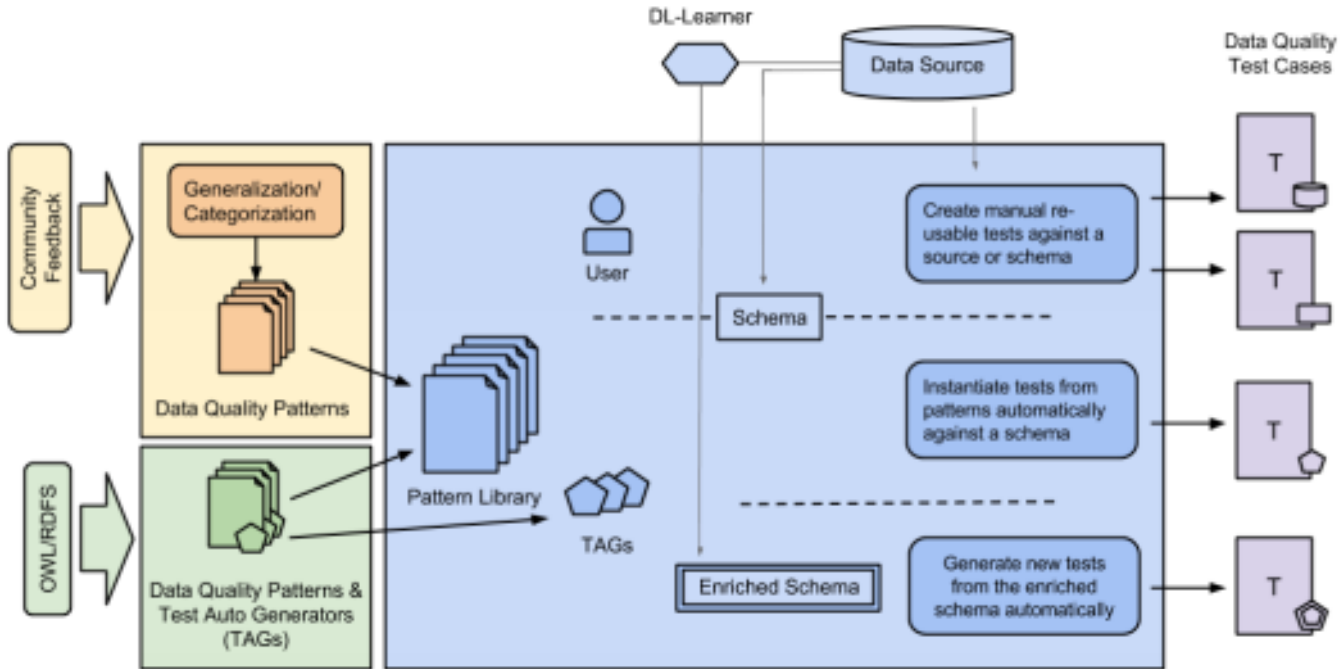 DL-Learner
Data Source
Data Quality
Test Cases
Community
Feedback
Generalization/
Categorization
Data Quality Patterns
OWL/RDFS
Data Quality Patterns &
Test Auto Generators
(TAGs)
Pattern Library
User
Schema
TAGs
Enriched Schema
Create manual re-
usable tests against a
source or schema
Instantiate tests from
patterns automatically
against a schema
Generate new tests
from the enriched
schema automatically
T
T
T
T